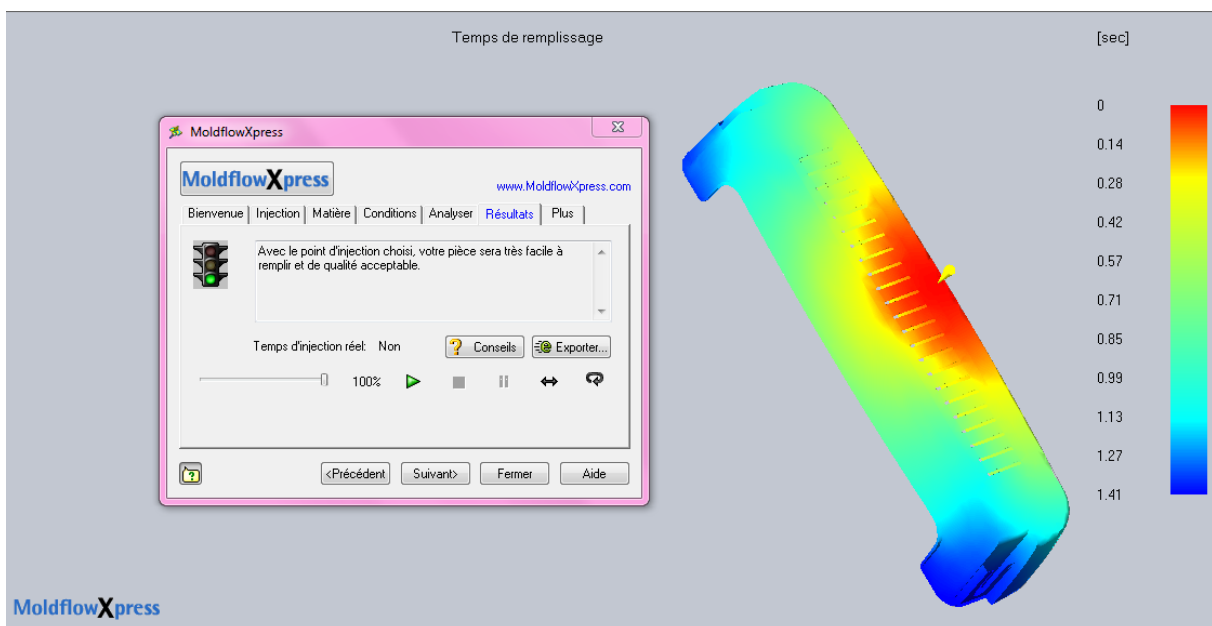 Temps de remplissage
[sec]
MoldflowXpress
MoldflowXpress
www.MoldflowXpress.com
Bienvenue Injection Matière Conditions Analyser Résultats Plus
Avec le point d'injection choisi, votre pièce sera très facile à
remplir et de qualité acceptable.
Temps d'injection réel: Non
? Conseils
Exporter...
100%
?
<Précédent Suivant> Fermer Aide
0
0.14
0.28
0.42
0.57
0.71
0.85
0.99
1.13
1.27
1.41
MoldflowXpress